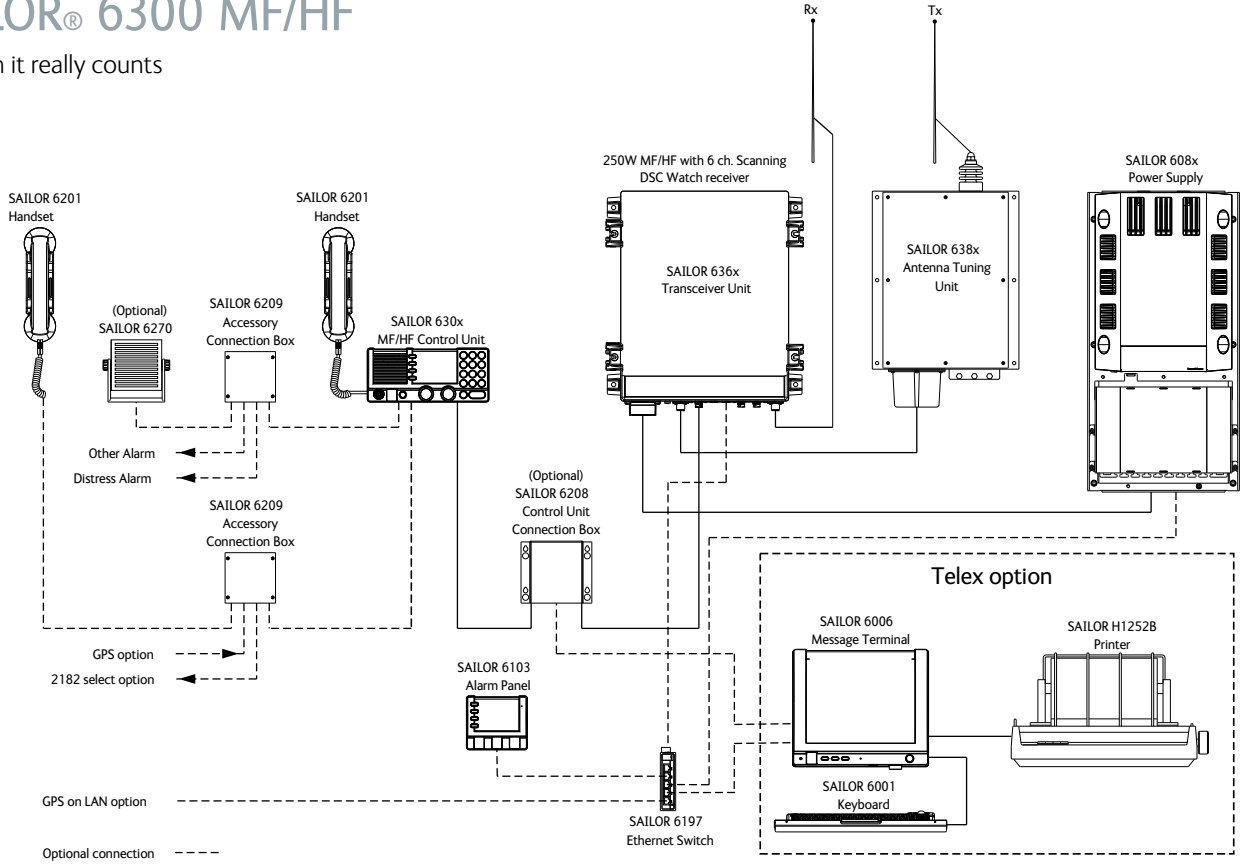 ® 6300 MF/HF
it really counts
Rx
Tx
250W MF/HF with 6 ch. Scanning
DSC Watch receiver
SAILOR 608x
Power Supply
SAILOR 6201
Handset
SAILOR 6201
Handset
SAILOR 638x
Antenna Tuning
Unit
SAILOR 636x
Transceiver Unit
(Optional)
SAILOR 6270
SAILOR 6209
Accessory
Connection Box
SAILOR 630x
MF/HF Control Unit
Other Alarm
Distress Alarm
(Optional)
SAILOR 6208
Control Unit
Connection Box
SAILOR 6209
Accessory
Connection Box
Telex option
SAILOR 6006
Message Terminal
SAILOR H1252B
Printer
GPS option
2182 select option
SAILOR 6103
Alarm Panel
SAILOR 6001
Keyboard
GPS on LAN option
SAILOR 6197
Ethernet Switch
Optional connection